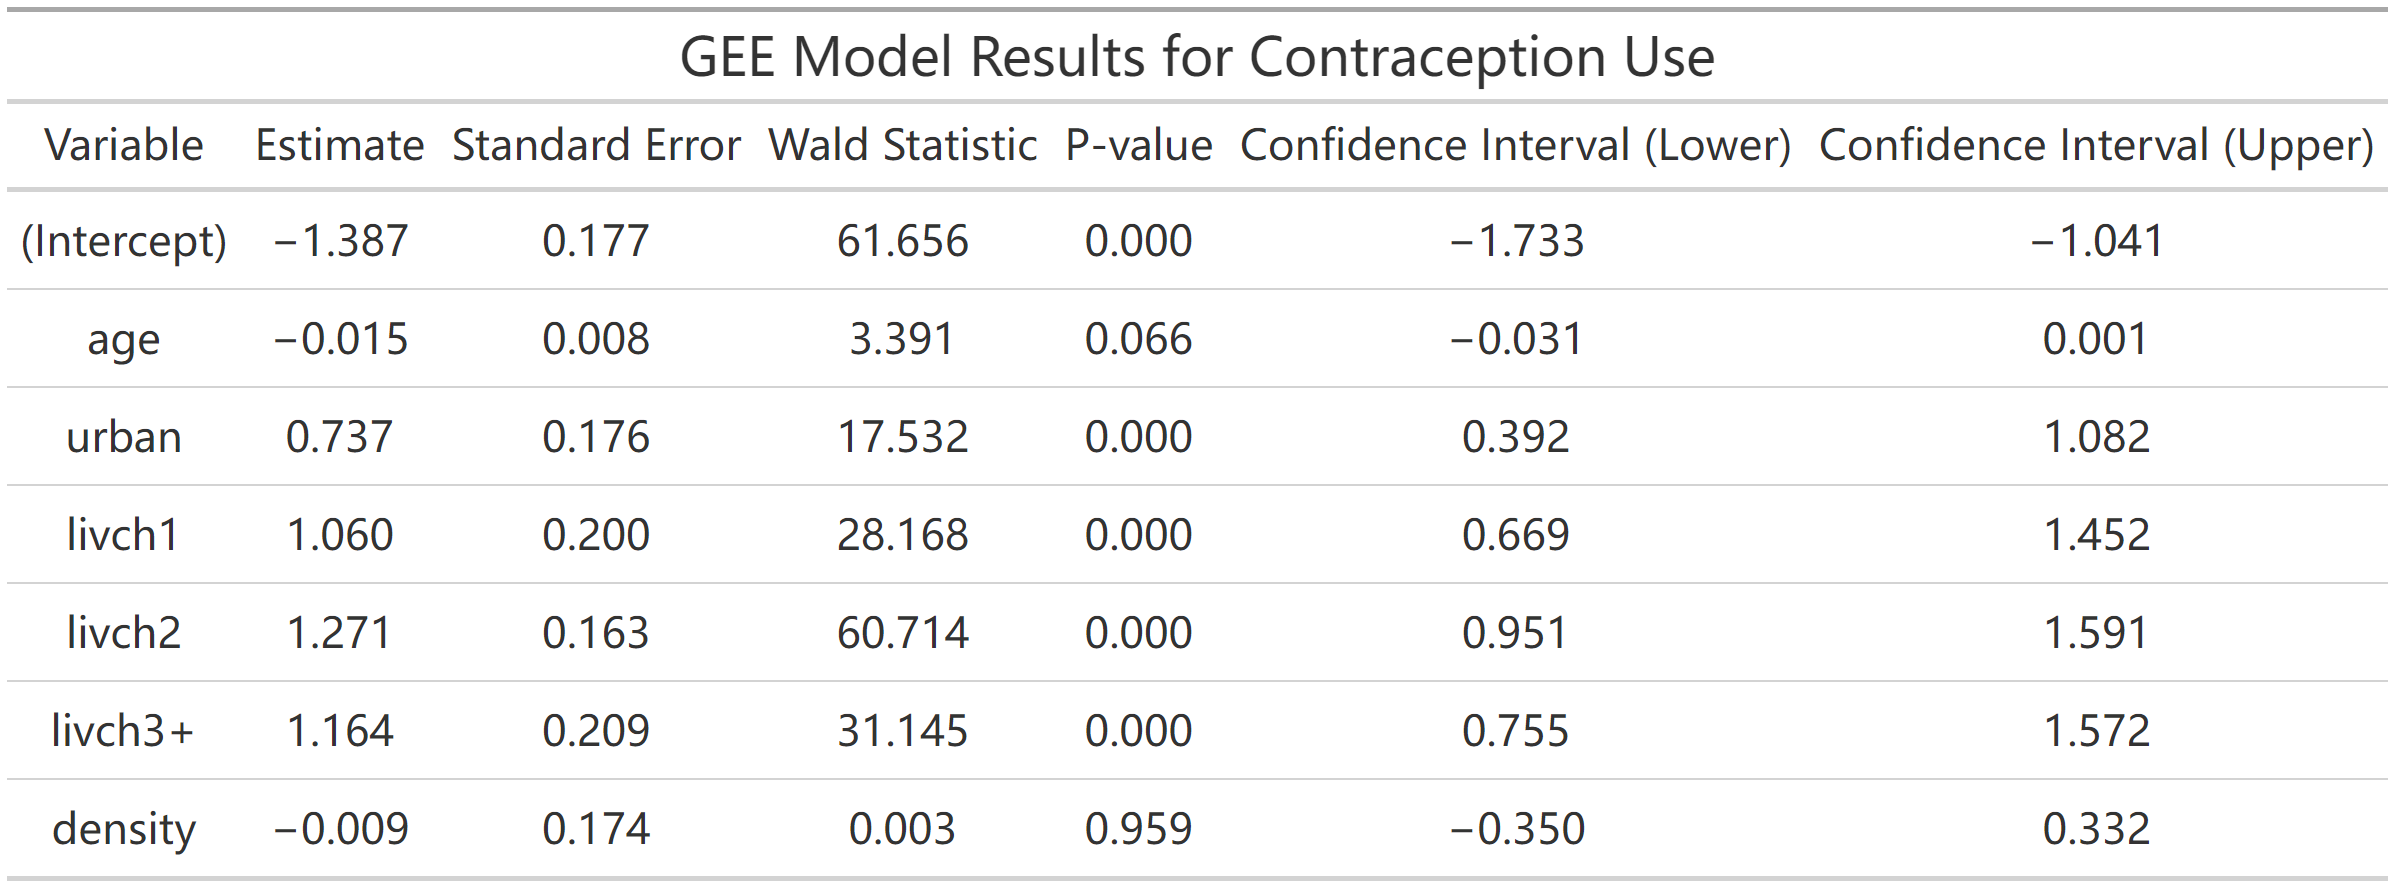 GEE Model Results for Contraception Use
Variable Estimate Standard Error Wald Statistic P-value Confidence Interval (Lower) Confidence Interval (Upper)
(Intercept) −1.387 0.177 61.656 0.000 −1.733 −1.041
age −0.015 0.008 3.391 0.066 −0.031 0.001
urban 0.737 0.176 17.532 0.000 0.392 1.082
livch1 1.060 0.200 28.168 0.000 0.669 1.452
livch2 1.271 0.163 60.714 0.000 0.951 1.591
livch3+ 1.164 0.209 31.145 0.000 0.755 1.572
density −0.009 0.174 0.003 0.959 −0.350 0.332